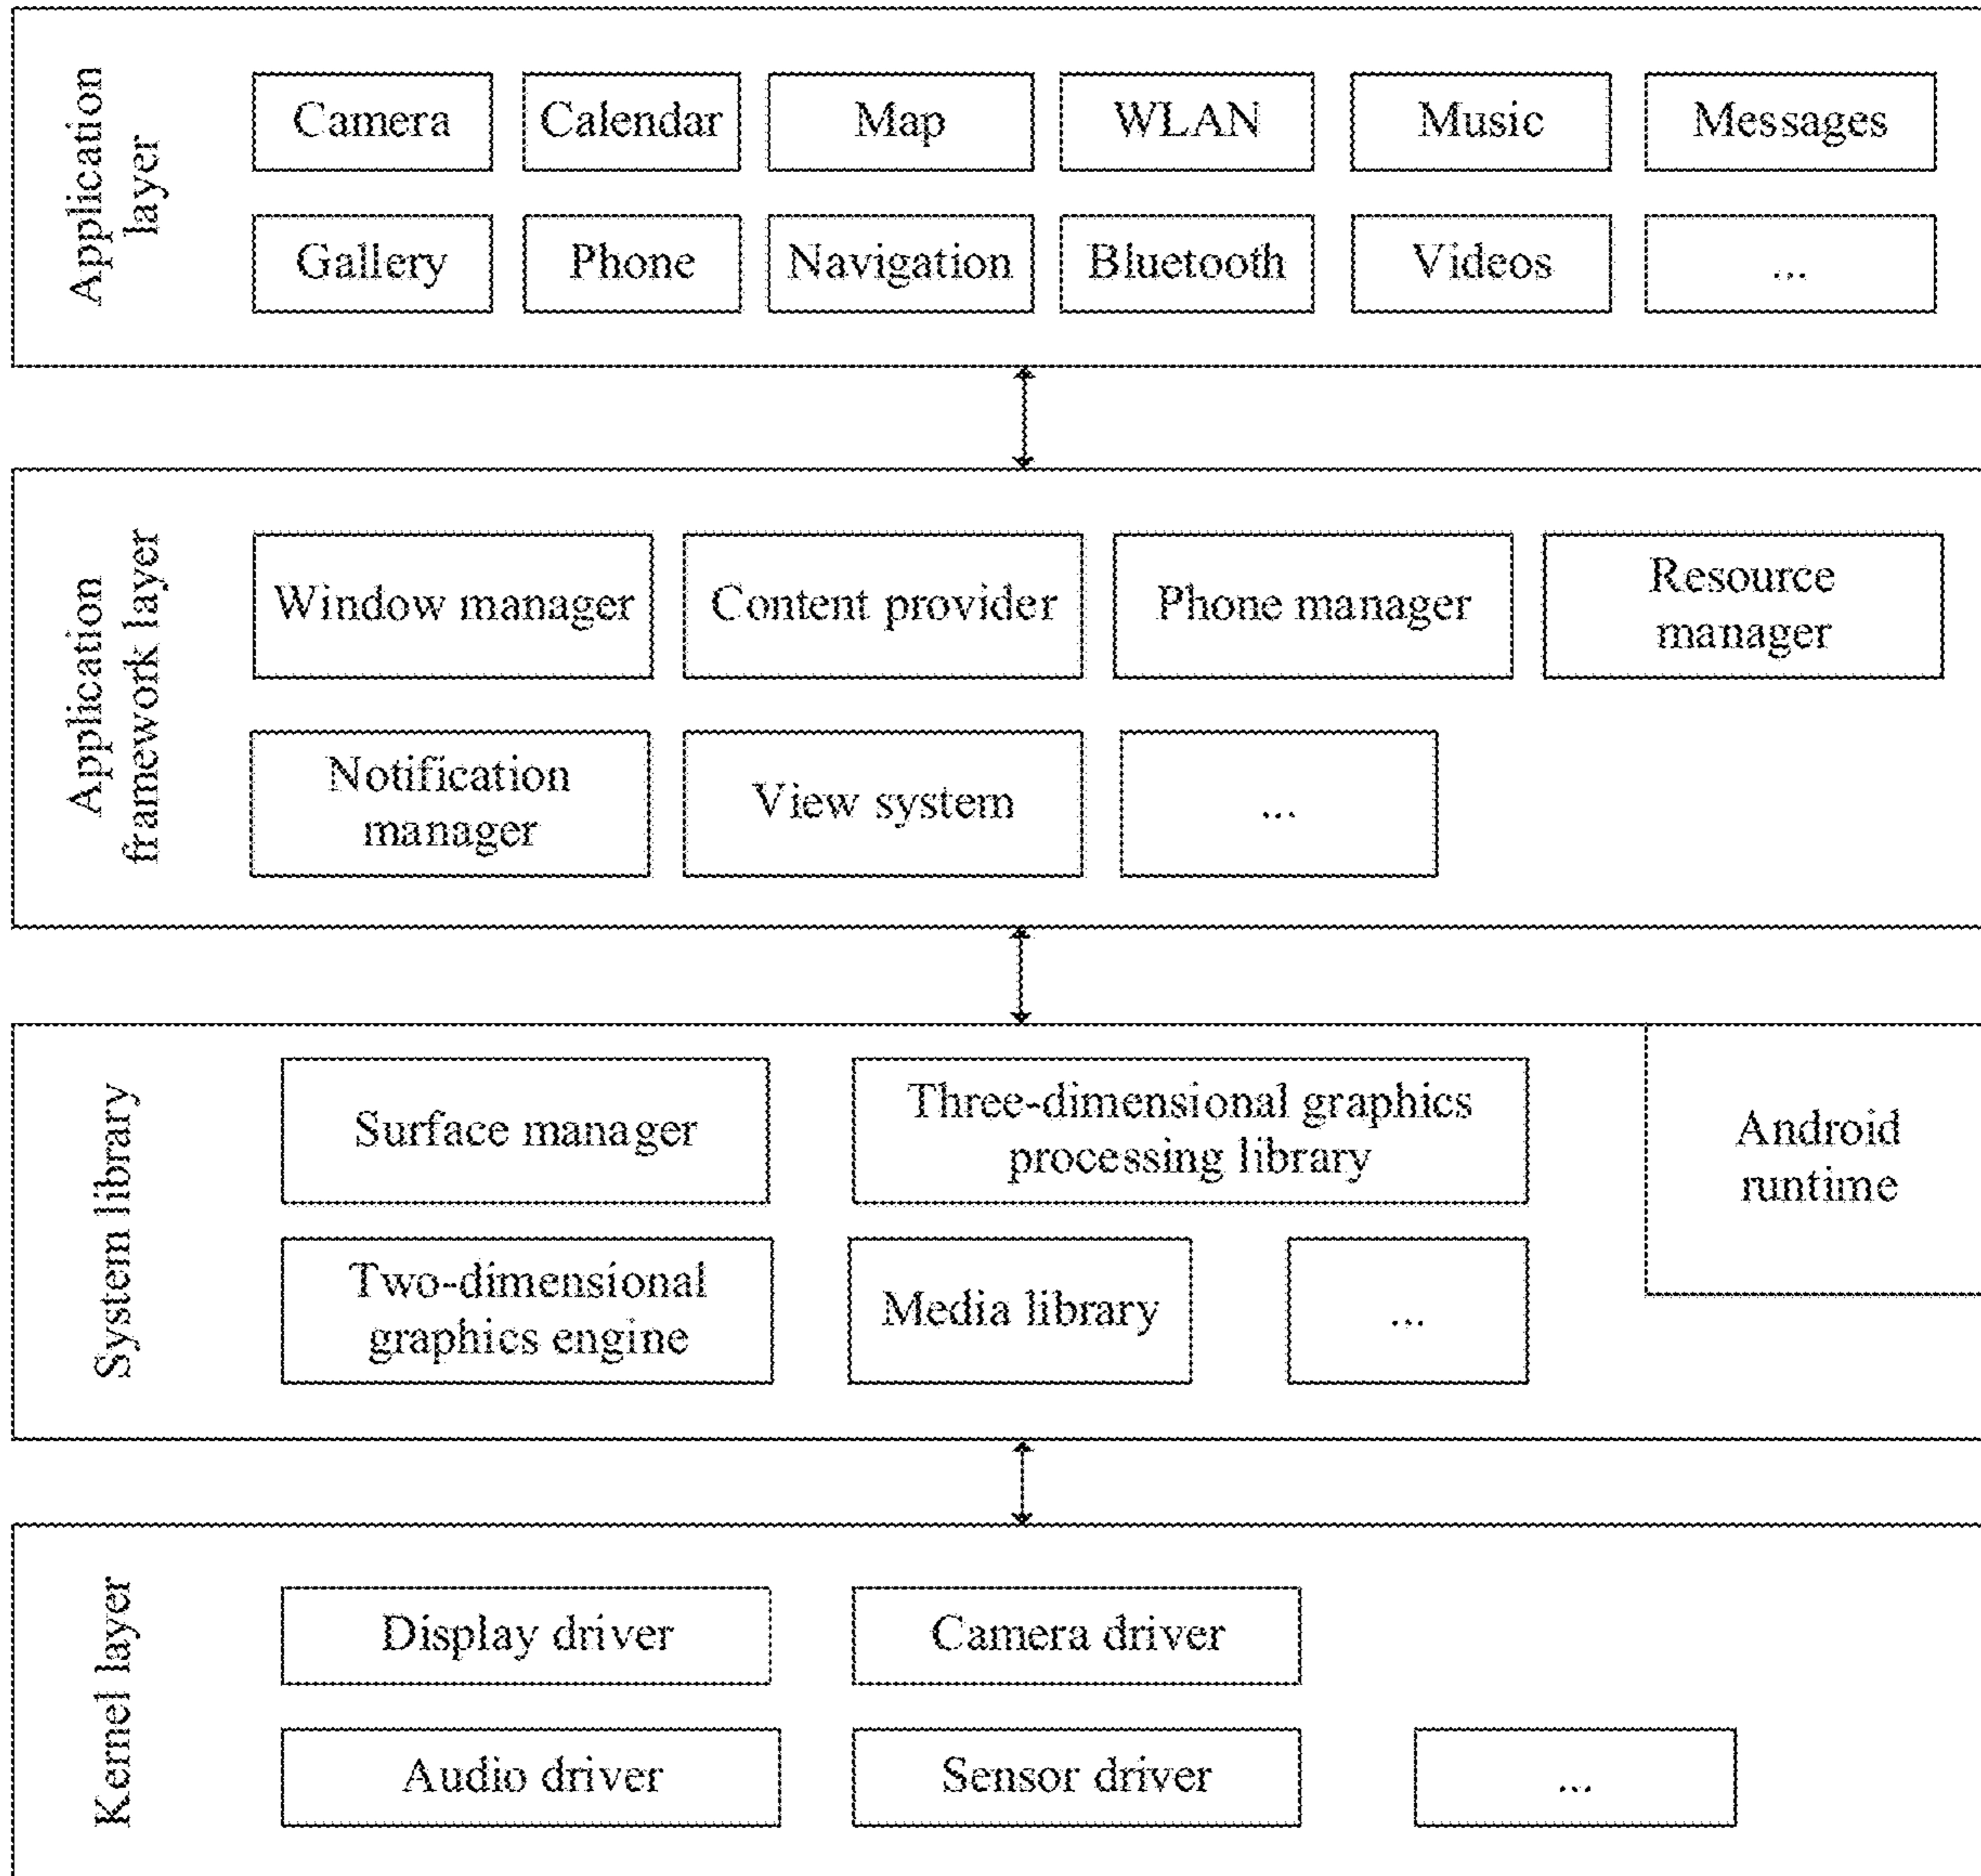 Application
layer
Camera
Calendar
Map
WLAN
Music
Messages
Gallery
Phone
Navigation
Bluetooth
Videos
...
Application
framework layer
Window manager
Content provider
Phone manager
Resource
manager
Notification
manager
View system
...
System library
Surface manager
Three-dimensional graphics
processing library
Android
runtime
Two-dimensional
graphics engine
Media library
...
Kernel layer
Display driver
Camera driver
Audio driver
Sensor driver
...